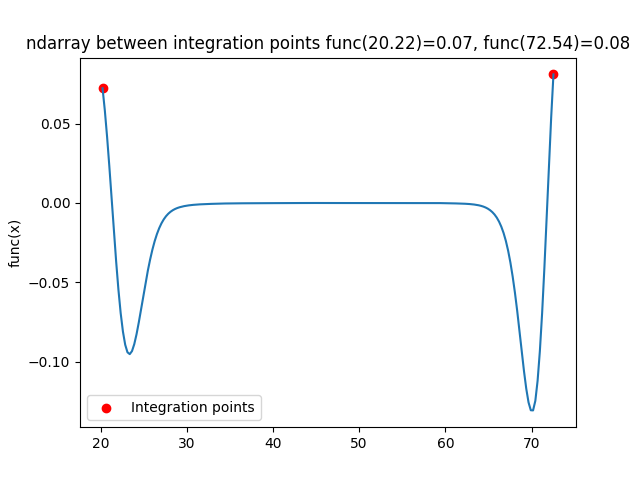 ndarray between integration points func(20.22)=0.07, func(72.54)=0.08
0.05
0.00
−0.05
−0.10
func(x)
Integration points
20 30 40 50 60 70